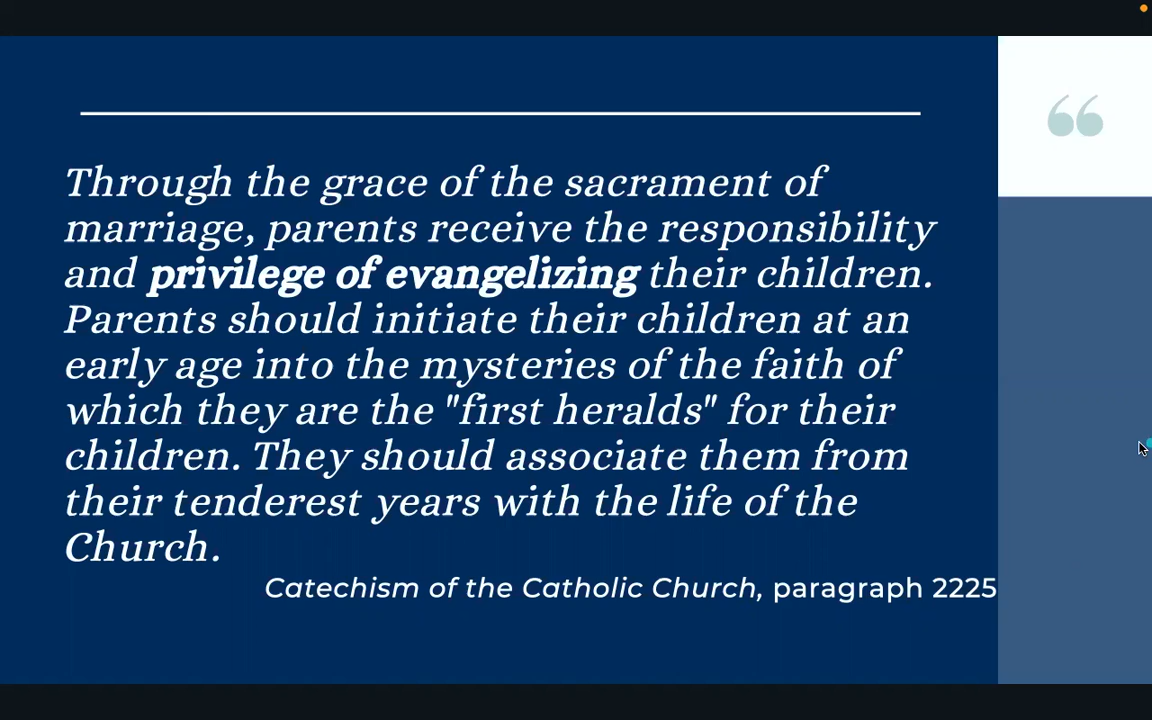 “
Through the grace of the sacrament of
marriage, parents receive the responsibility
and privilege of evangelizing their children.
Parents should initiate their children at an
early age into the mysteries of the faith of
which they are the "first heralds" for their
children. They should associate them from
their tenderest years with the life of the
Church.
Catechism of the Catholic Church, paragraph 2225